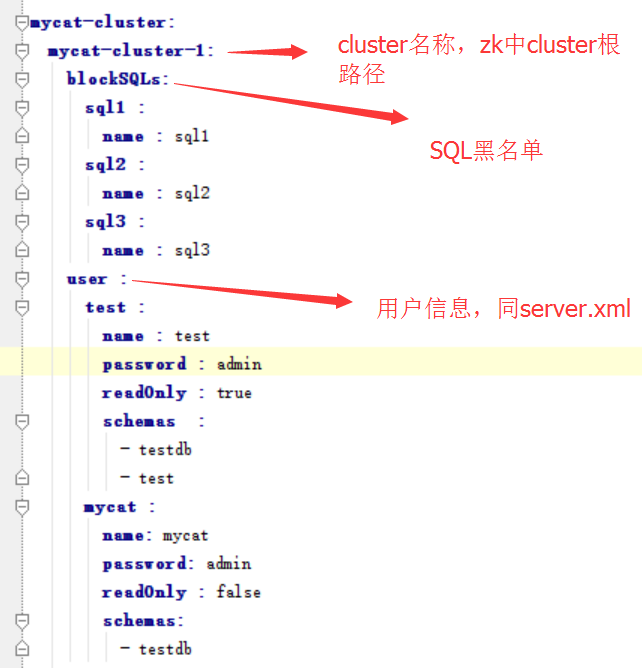 mycat-cluster:
mycat-cluster-1:
cluster名称，zk中cluster根
路径
blockSQLs:
sql1 :
name : sql1
SQL黑名单
sql2 :
name : sql2
sql3 :
name : sql3
user :
用户信息，同server.xml
test :
name : test
password : admin
readOnly : true
schemas :
- testdb
- test
mycat :
name: mycat
password: admin
readOnly : false
schemas:
- testdb